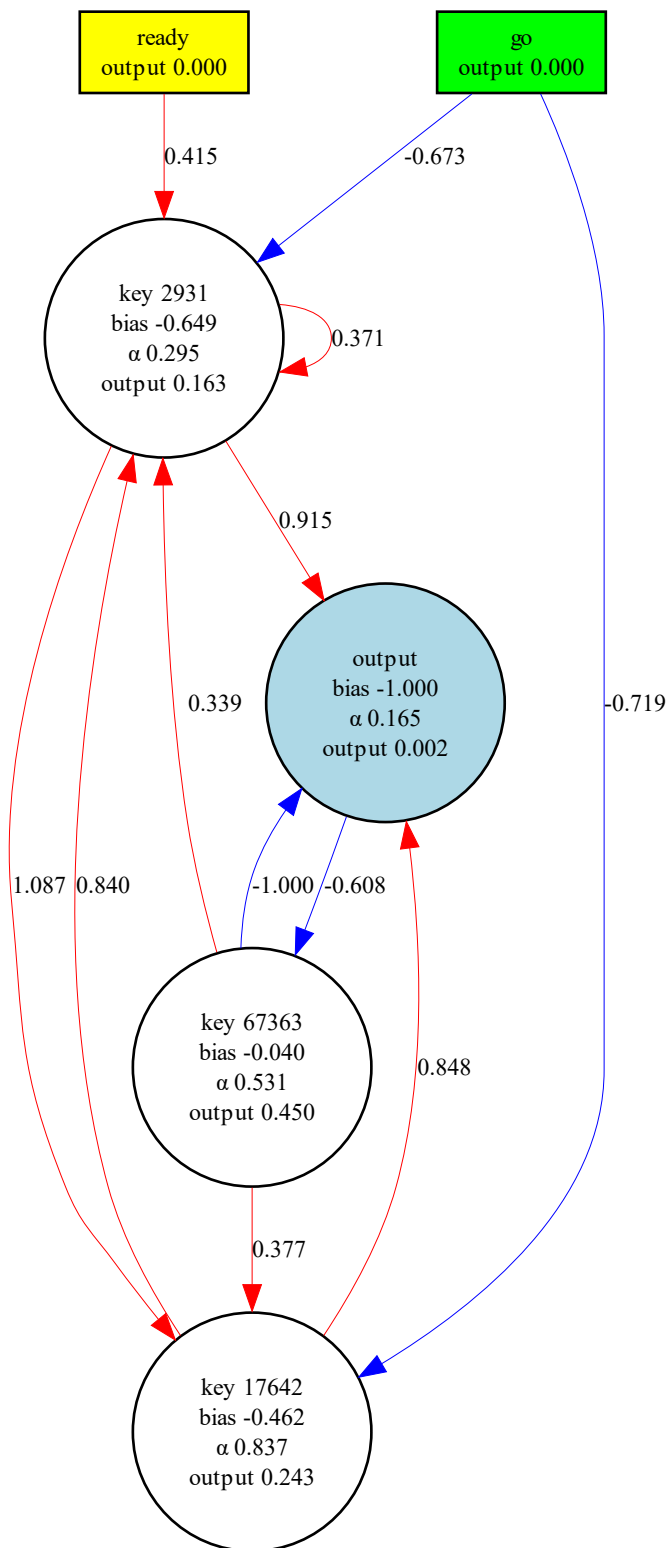 ready
output 0.000
go
output 0.000
0.415
-0.673
key 2931
bias -0.649
α 0.295
output 0.163
0.371
0.915
output
bias -1.000
α 0.165
output 0.002
0.339
-0.719
1.087
0.840
-1.000
-0.608
key 67363
bias -0.040
α 0.531
output 0.450
0.848
0.377
key 17642
bias -0.462
α 0.837
output 0.243